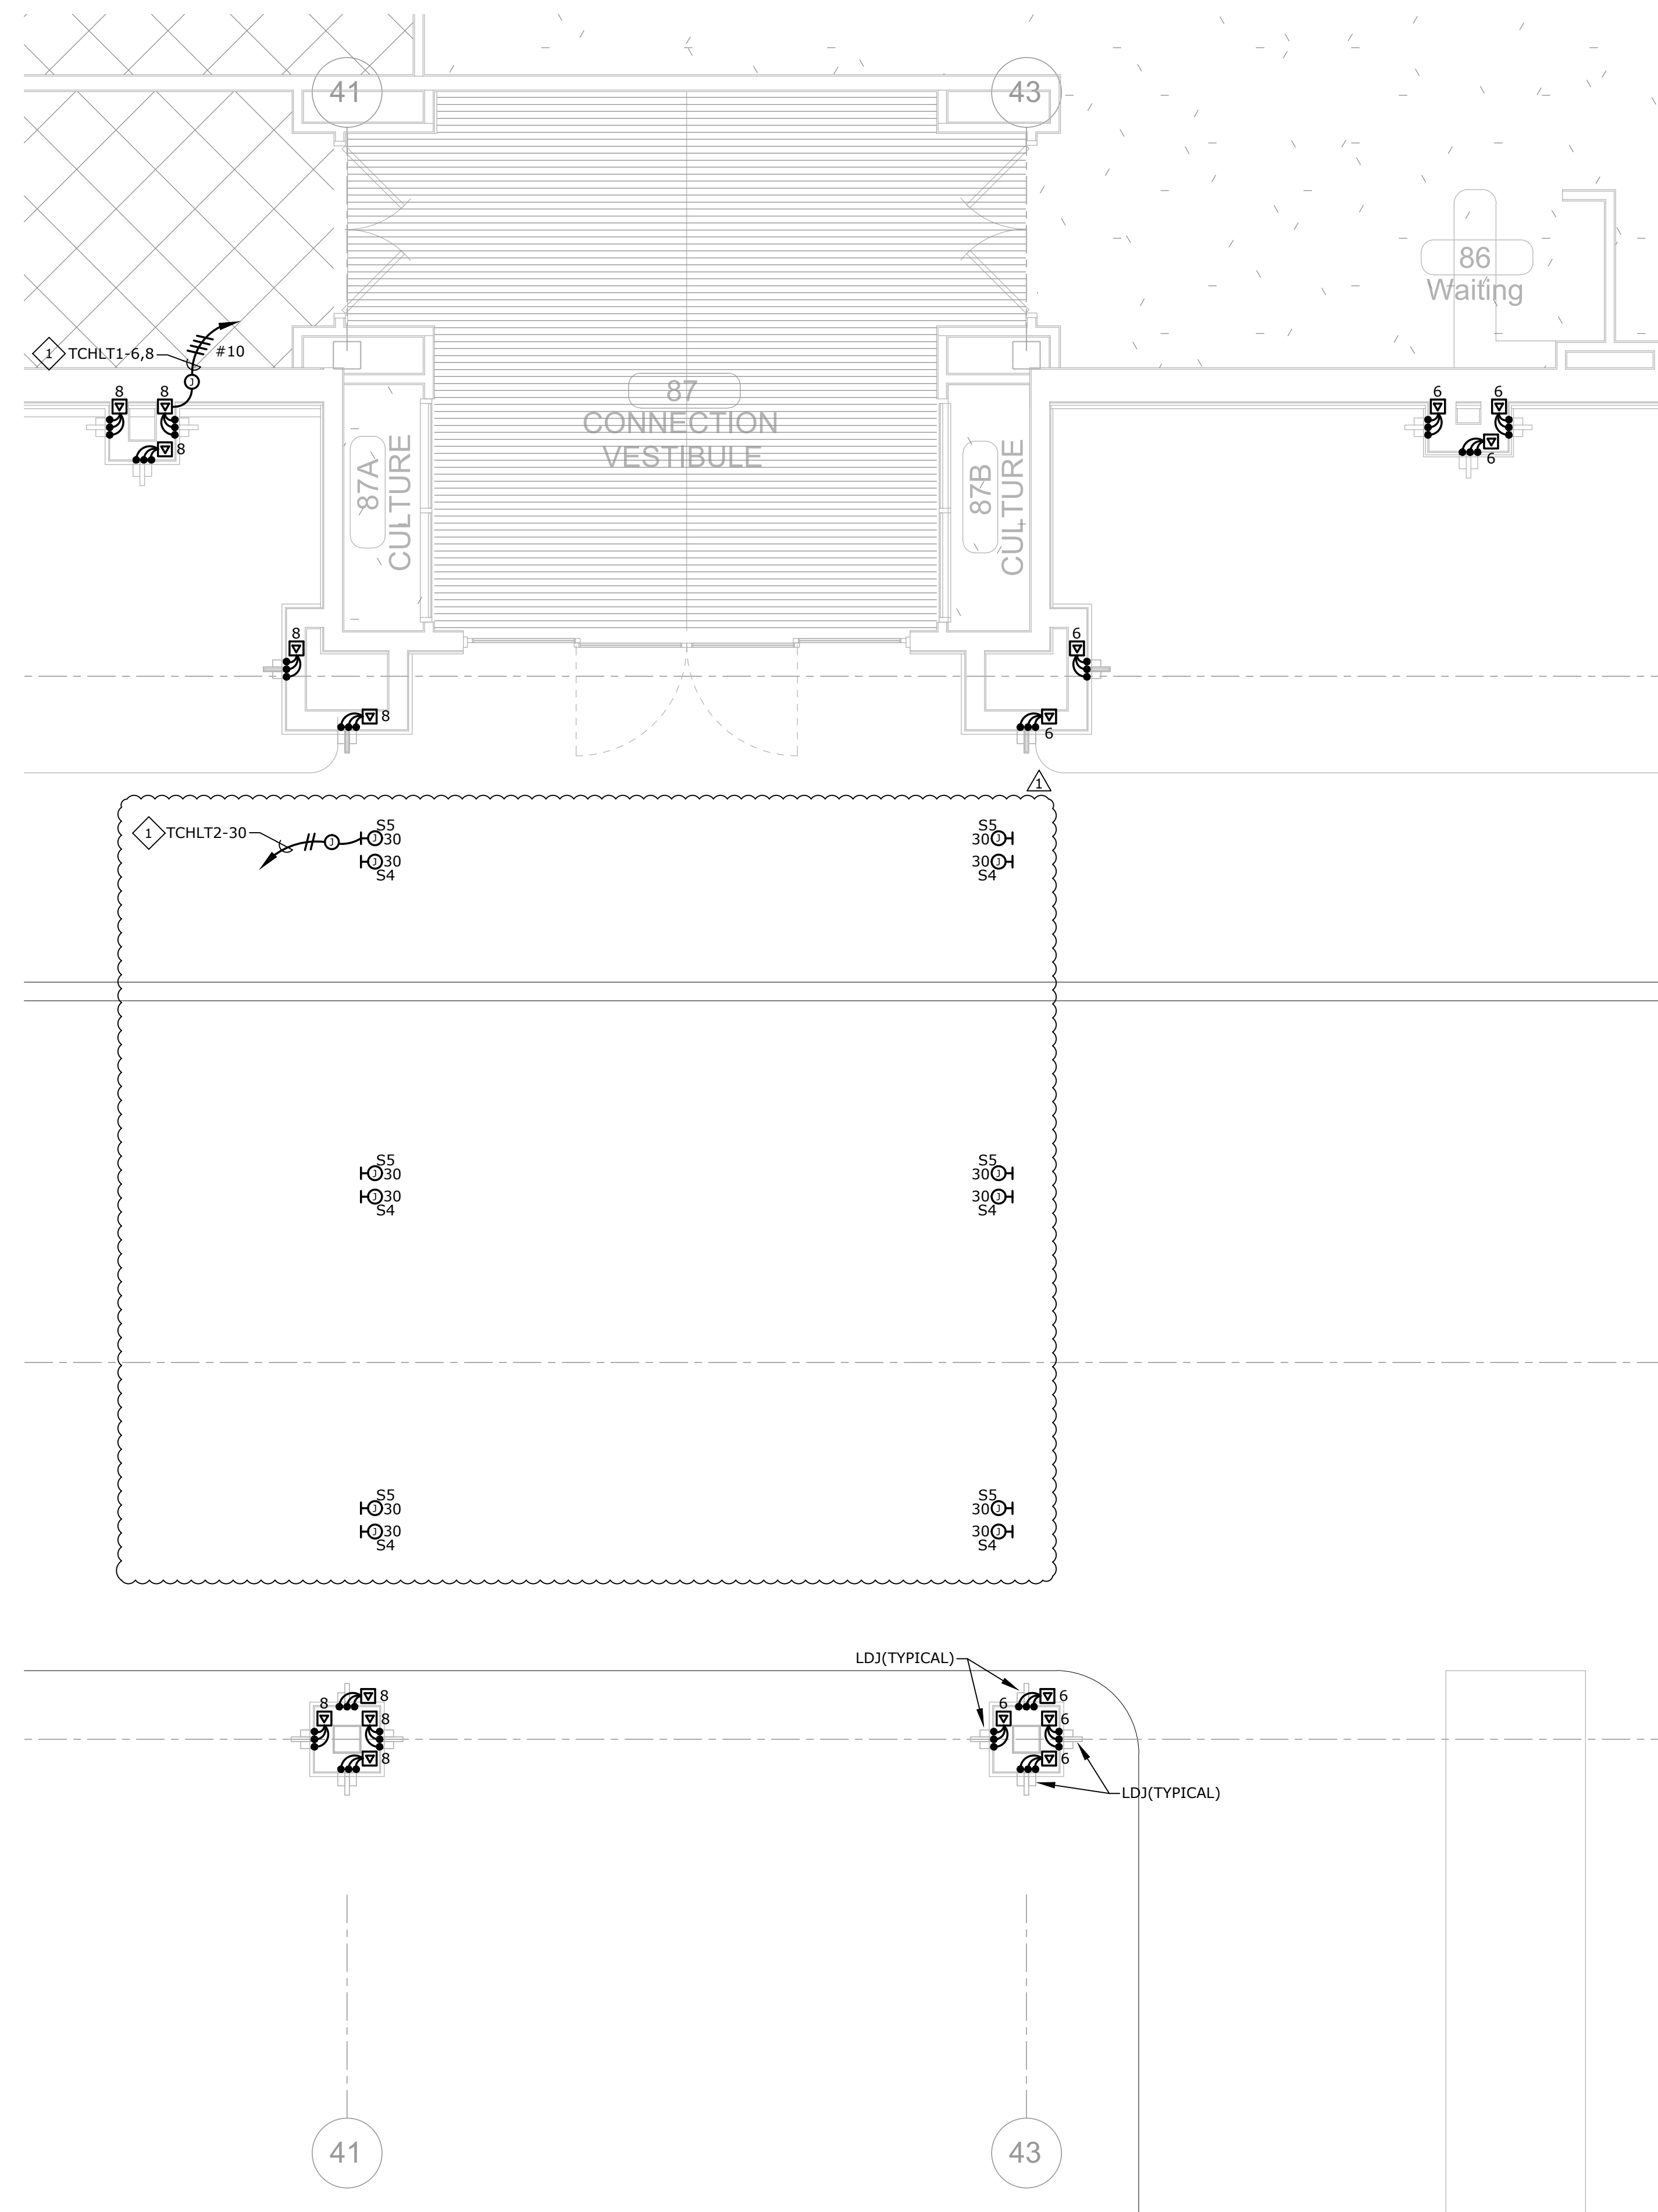 41
43
86
Waiting
1
TCHLT1-6,8
#10
J
8
8
8
87
CONNECTION
VESTIBULE
87A
CULTURE
87B
CULTURE
6
6
6
8
8
6
6
1
1
TCHLT2-30
J
S5
J
30
J
30
S4
S5
30
J
30
J
S4
S5
J
30
J
30
S4
S5
30
J
30
J
S4
S5
J
30
J
30
S4
S5
30
J
30
J
S4
LDJ(TYPICAL)
8
8
8
8
6
6
6
6
LDJ(TYPICAL)
41
43